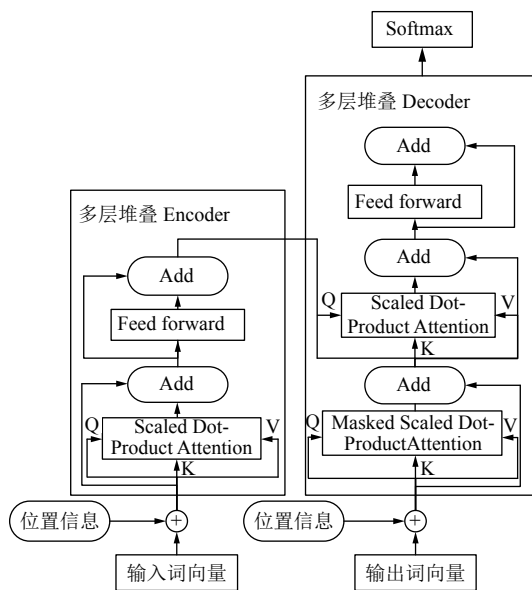 Softmax
多层堆叠 Decoder
Add
Feed forward
Add
Q
Scaled Dot-
Product Attention
V
K
Add
Q
Masked Scaled Dot-
ProductAttention
V
K
多层堆叠 Encoder
Add
Feed forward
Add
Q
Scaled Dot-
Product Attention
V
K
位置信息
+
输入词向量
位置信息
+
输出词向量